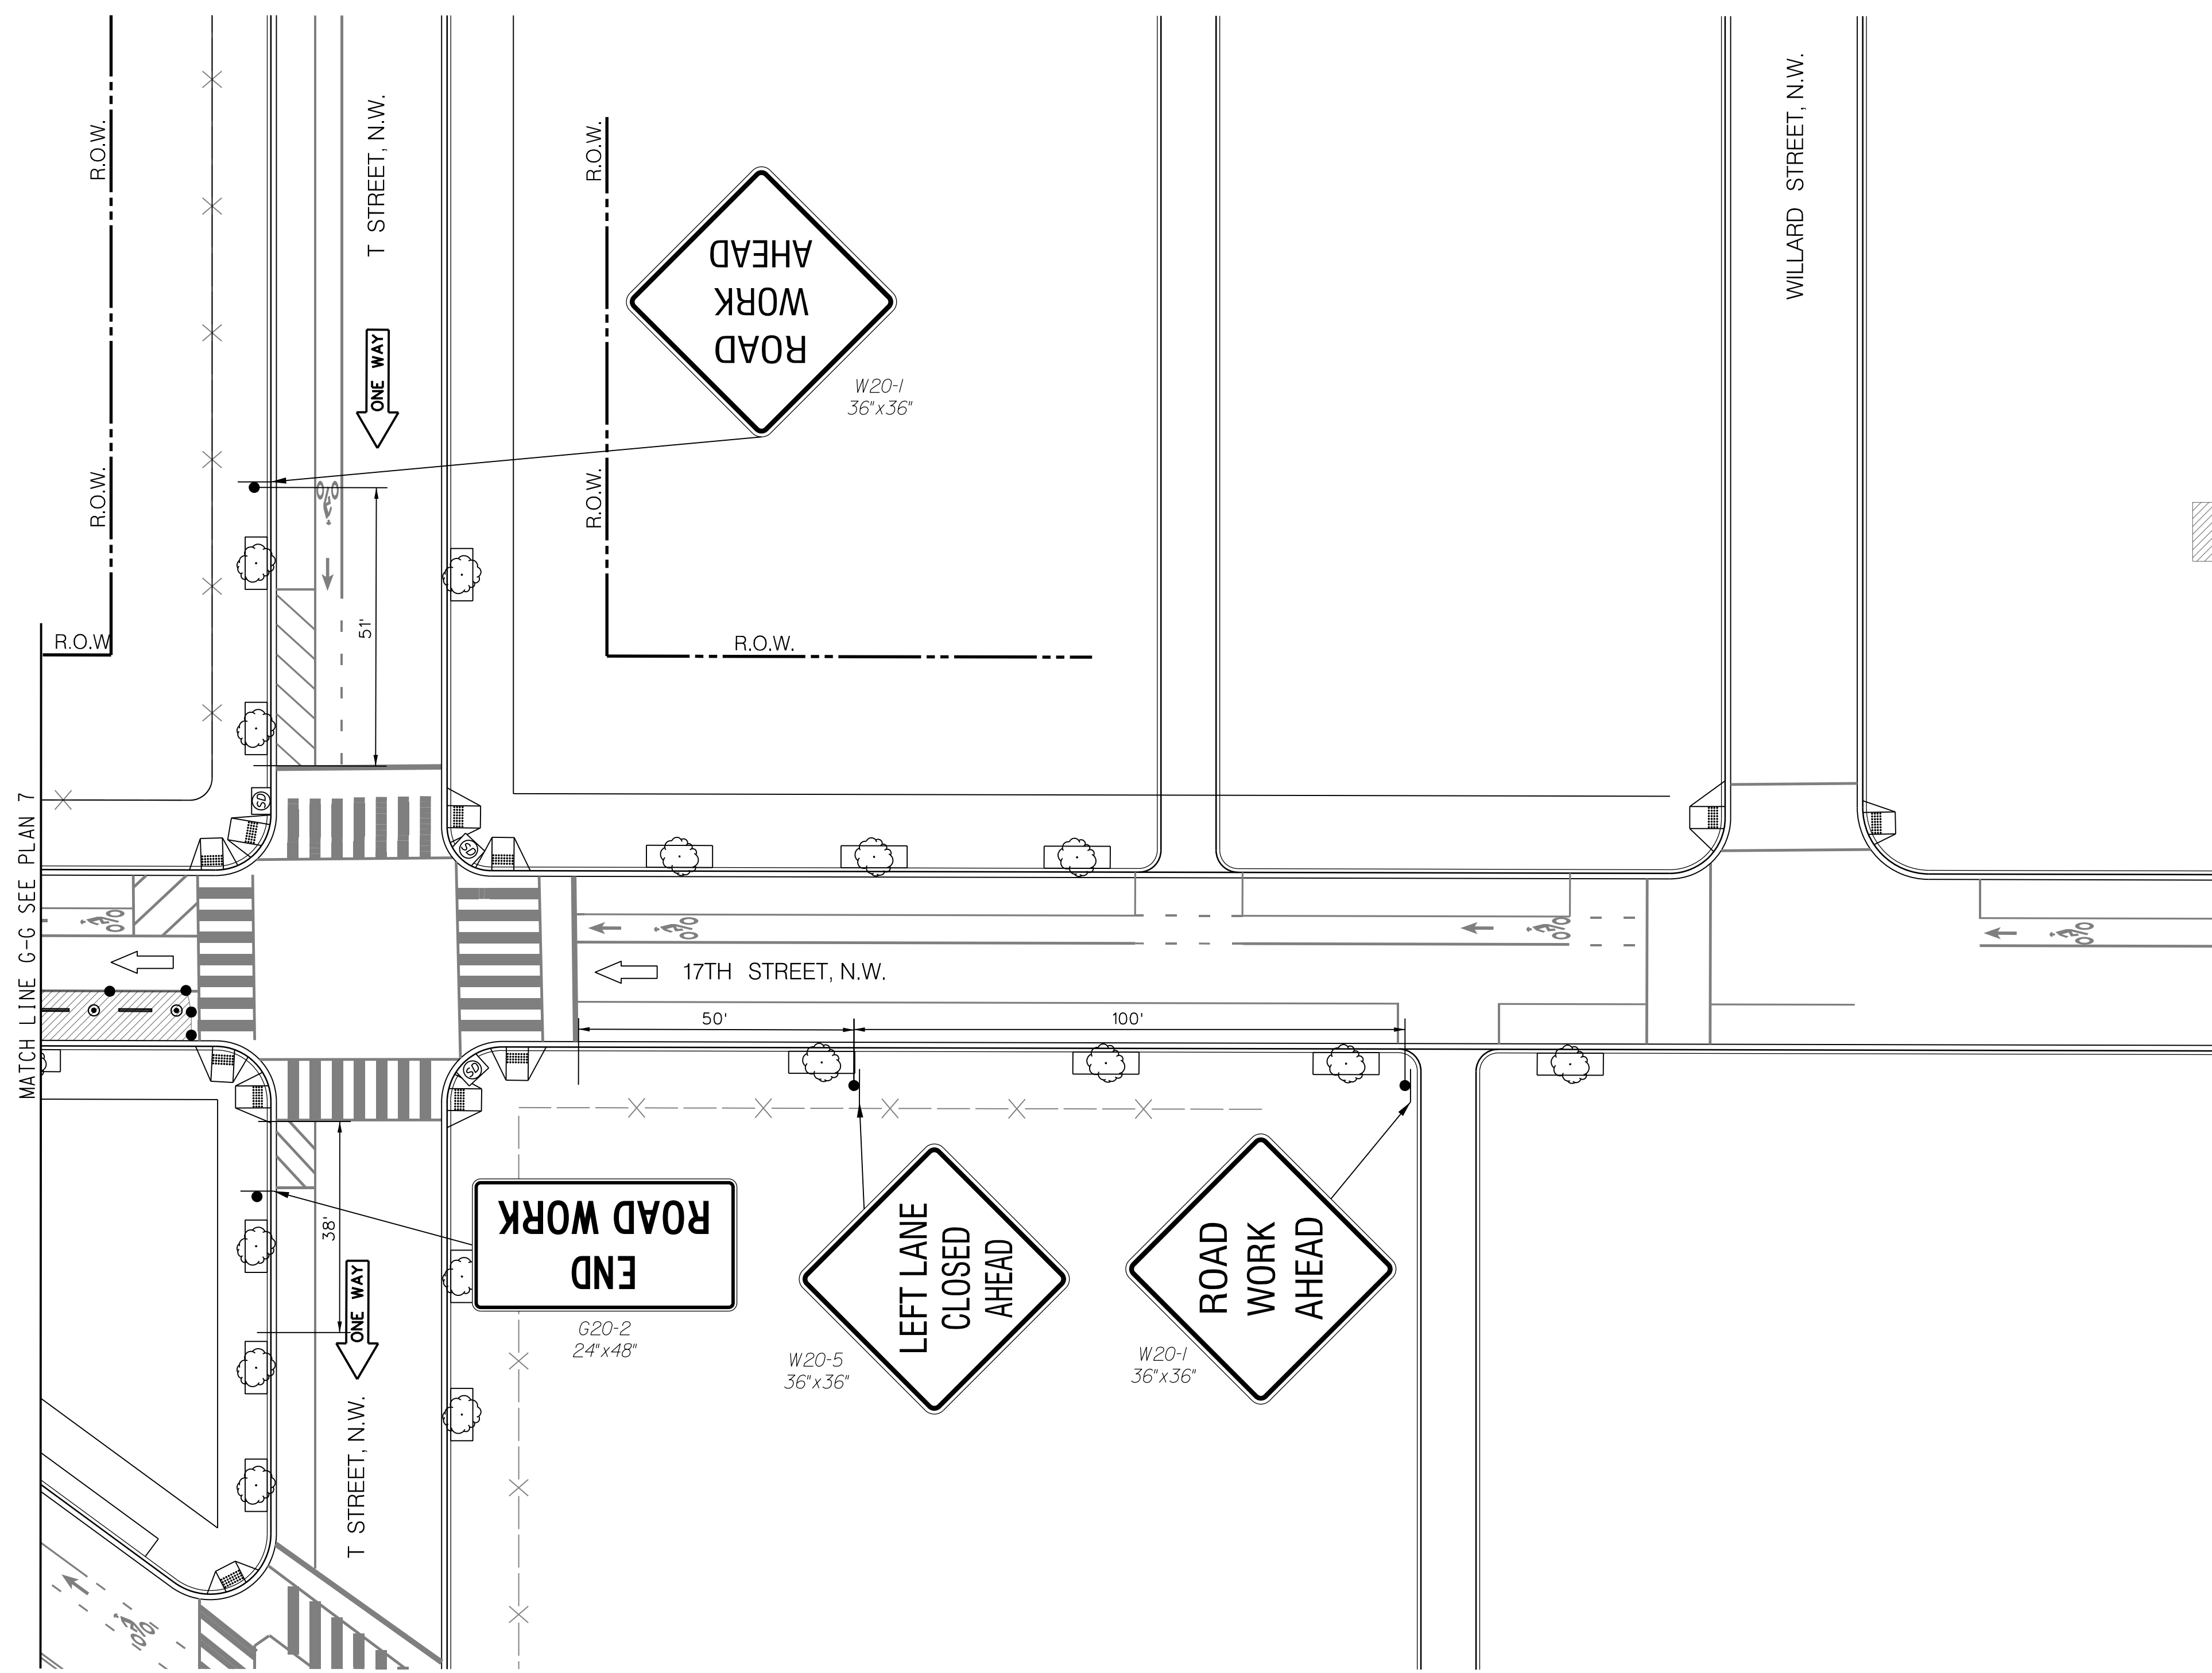 R.O.W.
T STREET, N.W.
R.O.W.
WILLARD STREET, N.W.
ROAD
WORK
AHEAD
W20-1
36"x36"
ONE WAY
R.O.W.
R.O.W.
51'
R.O.W
R.O.W.
MATCH LINE G-G SEE PLAN 7
SD
SD
17TH STREET, N.W.
50'
100'
SD
38'
END
ROAD WORK
G20-2
24"x48"
LEFT LANE
CLOSED
AHEAD
W20-5
36"x36"
ROAD
WORK
AHEAD
W20-1
36"x36"
ONE WAY
T STREET, N.W.